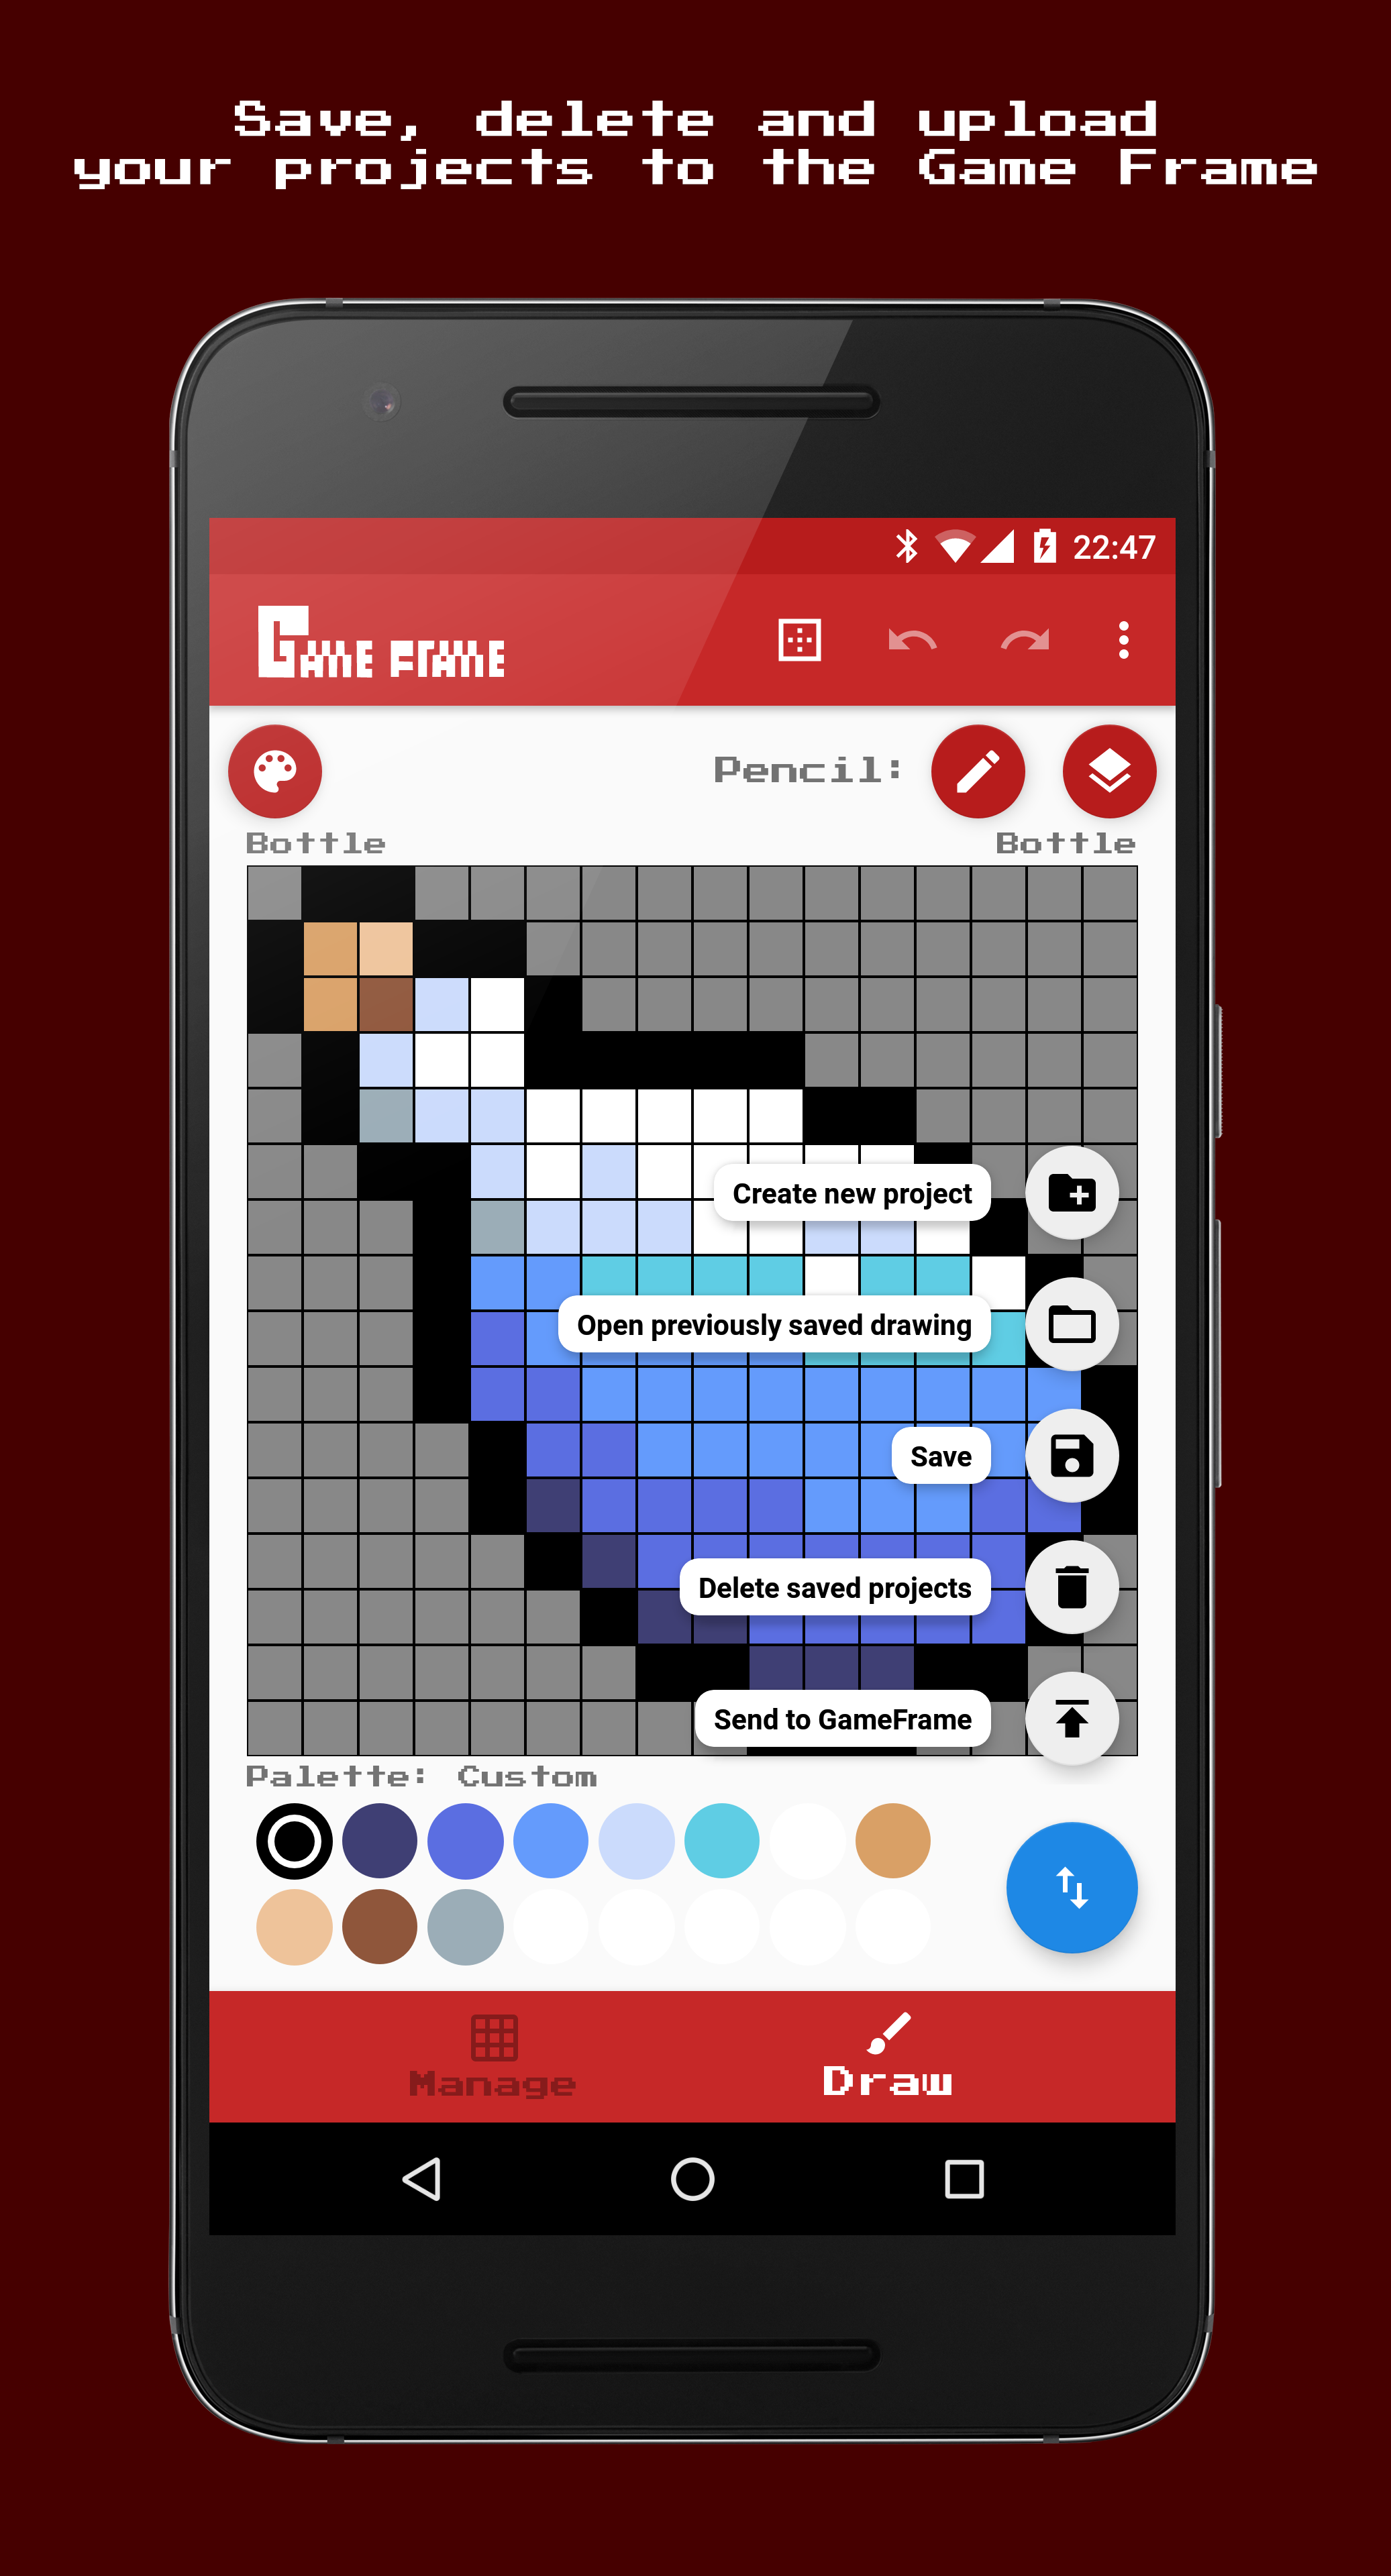 Save, delete and upload
your projects to the Game Frame
22:47
GAME FRAME
Pencil:
Bottle
Bottle
Create new project
Open previously saved drawing
Save
Delete saved projects
Send to GameFrame
Palette: Custom
Manage
Draw